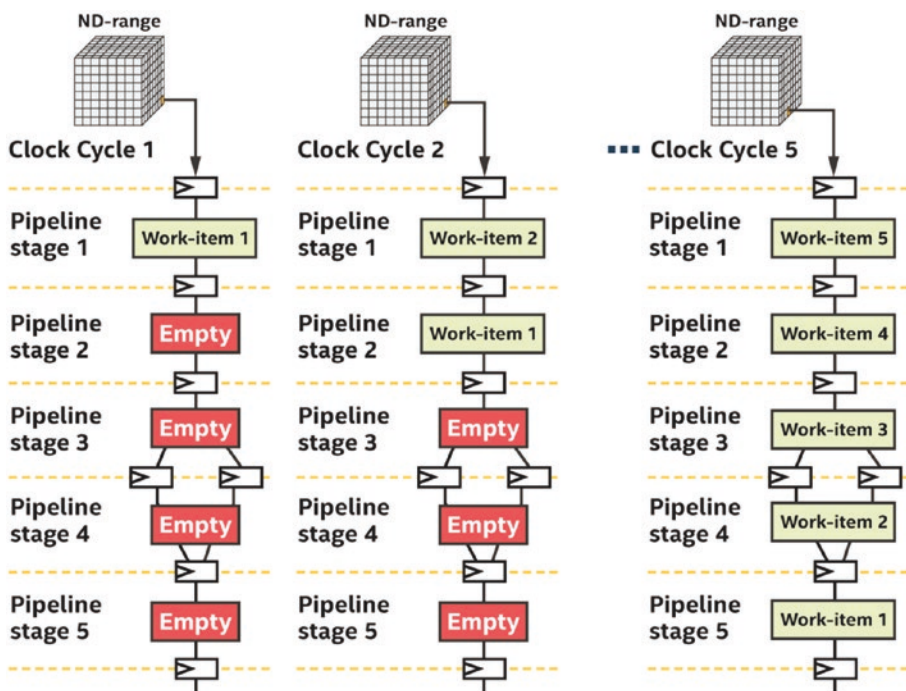 ND-range
ND-range
ND-range
Clock Cycle 1
Clock Cycle 2
Clock Cycle 5
Pipeline
stage 1
Work-item 1
Pipeline
stage 1
Work-item 2
Pipeline
stage 1
Work-item 5
Pipeline
stage 2
Empty
Pipeline
stage 2
Work-item 1
Pipeline
stage 2
Work-item 4
Pipeline
stage 3
Empty
Pipeline
stage 3
Empty
Pipeline
stage 3
Work-item 3
Pipeline
stage 4
Empty
Pipeline
stage 4
Empty
Pipeline
stage 4
Work-item 2
Pipeline
stage 5
Empty
Pipeline
stage 5
Empty
Pipeline
stage 5
Work-item 1